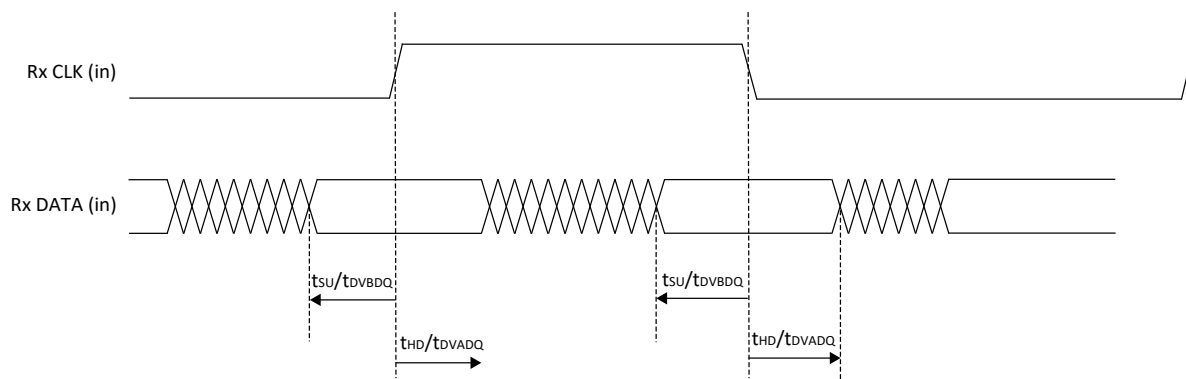 Rx CLK (in)
Rx DATA (in)
tSU/tDVBDQ
tSU/tDVBDQ
tHD/tDVADQ
tHD/tDVADQ